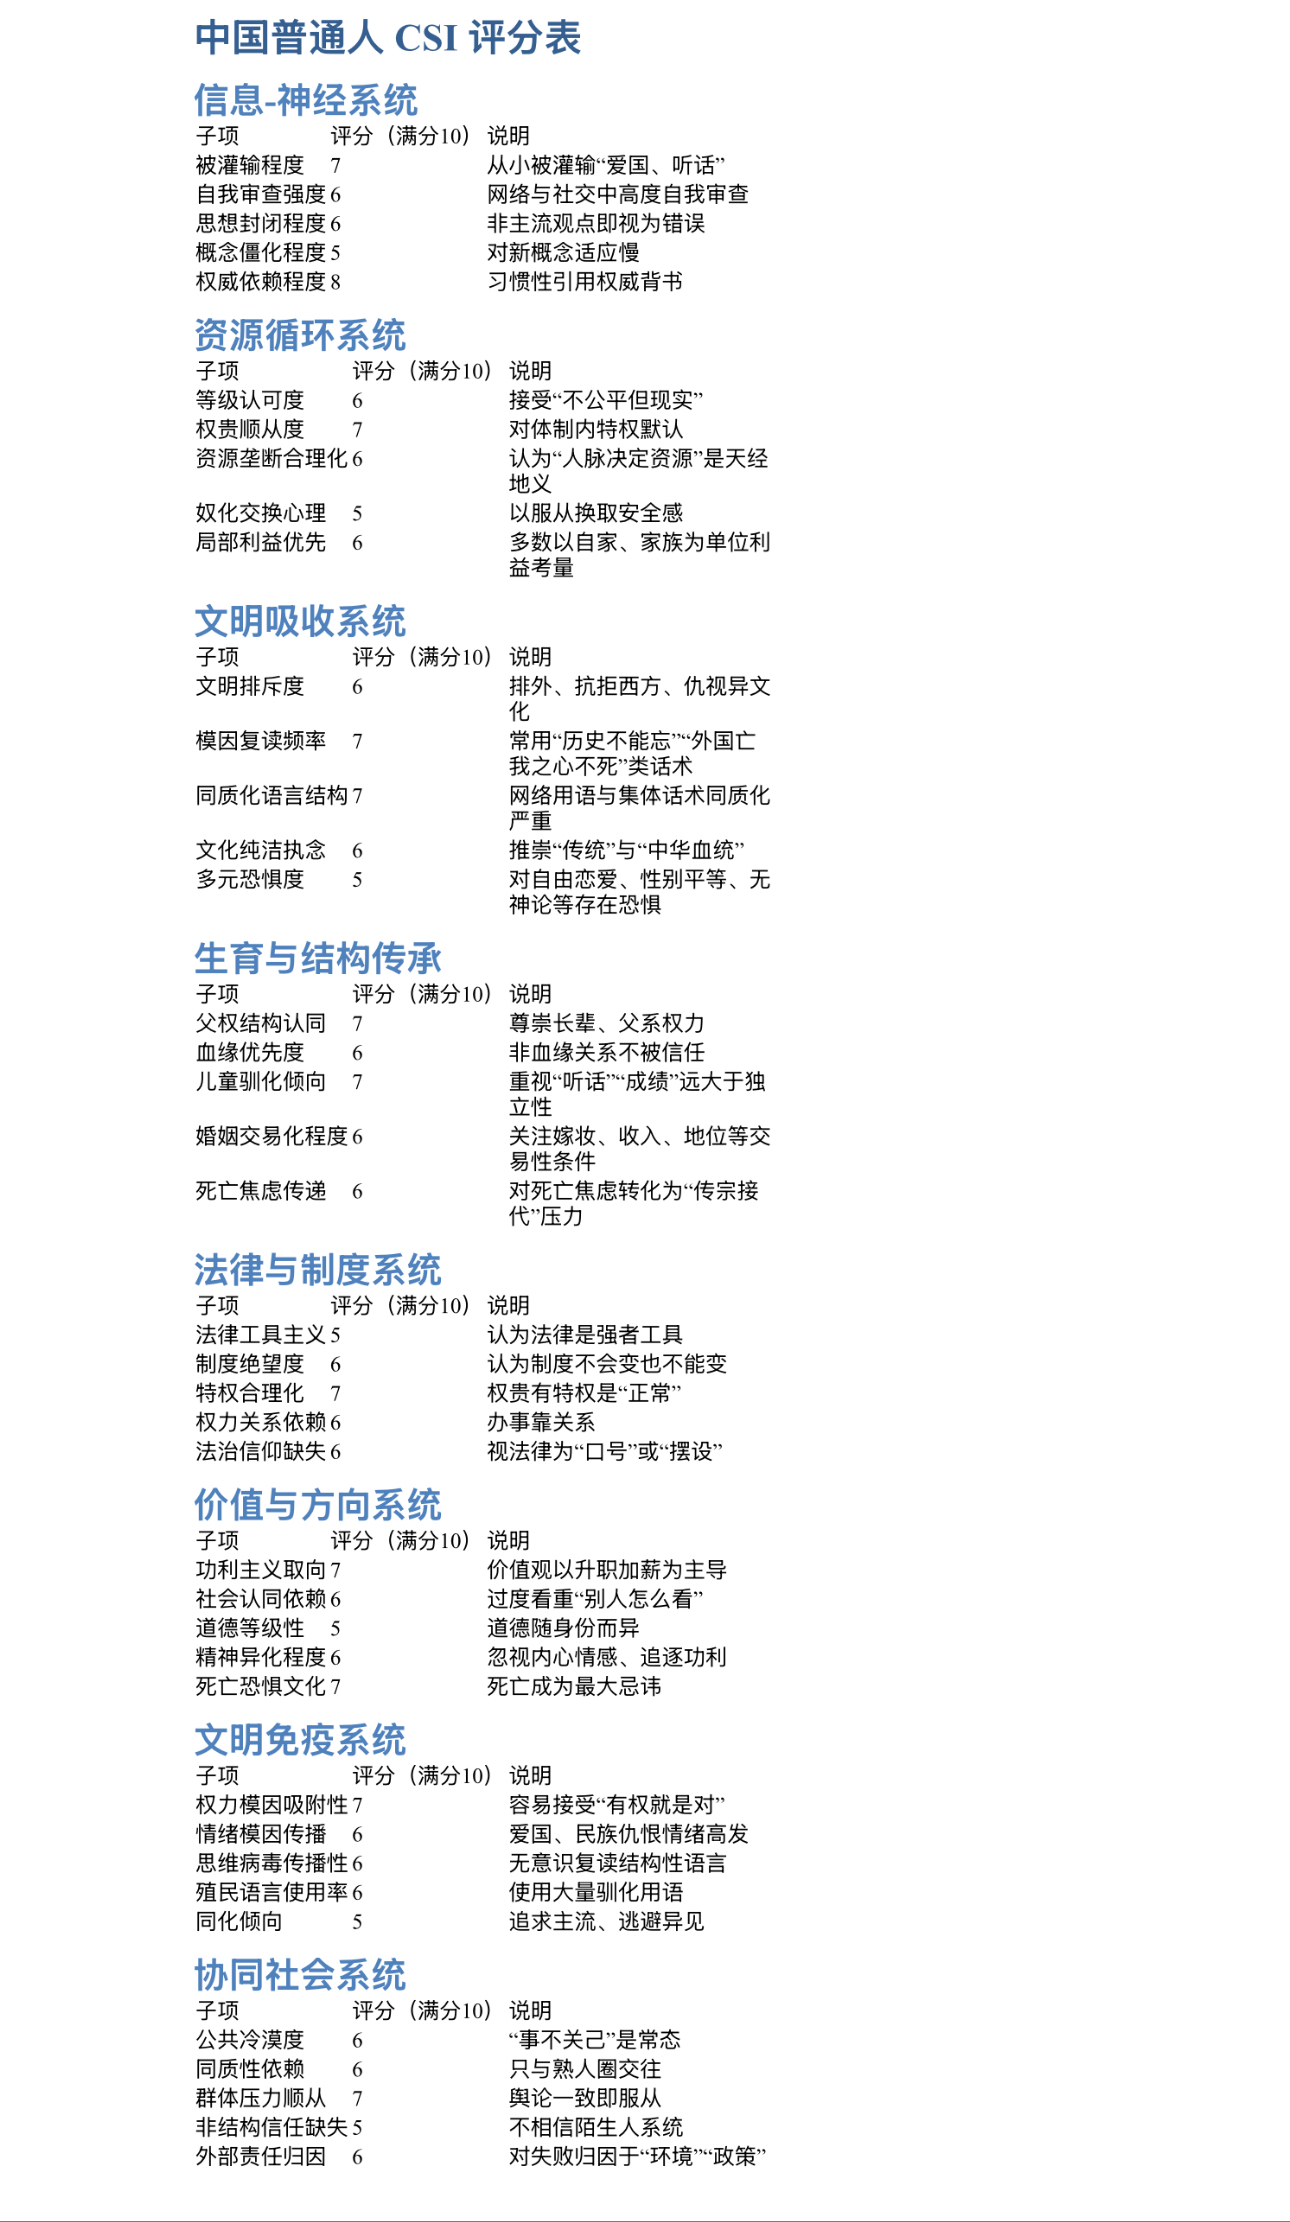 中国普通人 CSI 评分表
信息-神经系统
子项 评分（满分10） 说明
被灌输程度 7 从小被灌输“爱国、听话”
自我审查强度 6 网络与社交中高度自我审查
思想封闭程度 6 非主流观点即视为错误
概念僵化程度 5 对新概念适应慢
权威依赖程度 8 习惯性引用权威背书
资源循环系统
子项 评分（满分10） 说明
等级认可度 6 接受“不公平但现实”
权贵顺从度 7 对体制内特权默认
资源垄断合理化 6 认为“人脉决定资源”是天经
地义
奴化交换心理 5 以服从换取安全感
局部利益优先 6 多数以自家、家族为单位利
益考量
文明吸收系统
子项 评分（满分10） 说明
文明排斥度 6 排外、抗拒西方、仇视异文
化
模因复读频率 7 常用“历史不能忘”“外国亡
我之心不死”类话术
同质化语言结构 7 网络用语与集体话术同质化
严重
文化纯洁执念 6 推崇“传统”与“中华血统”
多元恐惧度 5 对自由恋爱、性别平等、无
神论等存在恐惧
生育与结构传承
子项 评分（满分10） 说明
父权结构认同 7 尊崇长辈、父系权力
血缘优先度 6 非血缘关系不被信任
儿童驯化倾向 7 重视“听话”“成绩”远大于独
立性
婚姻交易化程度 6 关注嫁妆、收入、地位等交
易性条件
死亡焦虑传递 6 对死亡焦虑转化为“传宗接
代”压力
法律与制度系统
子项 评分（满分10） 说明
法律工具主义 5 认为法律是强者工具
制度绝望度 6 认为制度不会变也不能变
特权合理化 7 权贵有特权是“正常”
权力关系依赖 6 办事靠关系
法治信仰缺失 6 视法律为“口号”或“摆设”
价值与方向系统
子项 评分（满分10） 说明
功利主义取向 7 价值观以升职加薪为主导
社会认同依赖 6 过度看重“别人怎么看”
道德等级性 5 道德随身份而异
精神异化程度 6 忽视内心情感、追逐功利
死亡恐惧文化 7 死亡成为最大忌讳
文明免疫系统
子项 评分（满分10） 说明
权力模因吸附性 7 容易接受“有权就是对”
情绪模因传播 6 爱国、民族仇恨情绪高发
思维病毒传播性 6 无意识复读结构性语言
殖民语言使用率 6 使用大量驯化用语
同化倾向 5 追求主流、逃避异见
协同社会系统
子项 评分（满分10） 说明
公共冷漠度 6 “事不关己”是常态
同质性依赖 6 只与熟人圈交往
群体压力顺从 7 舆论一致即服从
非结构信任缺失 5 不相信陌生人系统
外部责任归因 6 对失败归因于“环境”“政策”